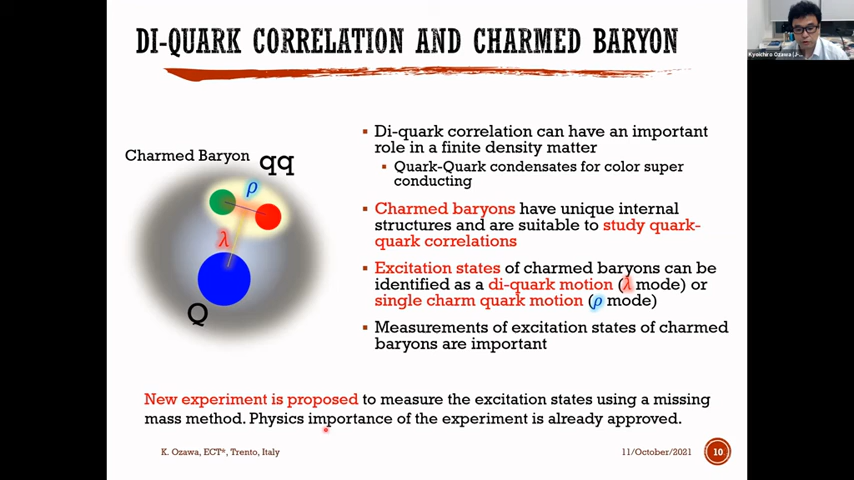 DI-QUARK CORRELATION AND CHARMED BARYON
Charmed Baryon
qq
ρ
λ
Q
Di-quark correlation can have an important
role in a finite density matter
Quark-Quark condensates for color super
conducting
Charmed baryons have unique internal
structures and are suitable to study quark-
quark correlations
Excitation states of charmed baryons can be
identified as a di-quark motion (λ mode) or
single charm quark motion (ρ mode)
Measurements of excitation states of charmed
baryons are important
New experiment is proposed to measure the excitation states using a missing
mass method. Physics importance of the experiment is already approved.
K. Ozawa, ECT*, Trento, Italy
11/October/2021
10
Kyoichiro Ozawa